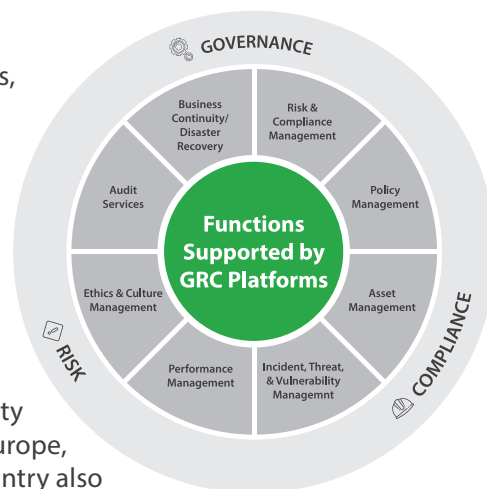 s,
GOVERNANCE
Business
Continuity/
Disaster
Recovery
Risk &
Compliance
Management
Audit
Services
Policy
Management
Functions
Supported by
GRC Platforms
Ethics & Culture
Management
Asset
Management
Performance
Management
Incident, Threat,
& Vulnerability
Managemnt
RISK
COMPLIANCE
ty
urope,
ntry also